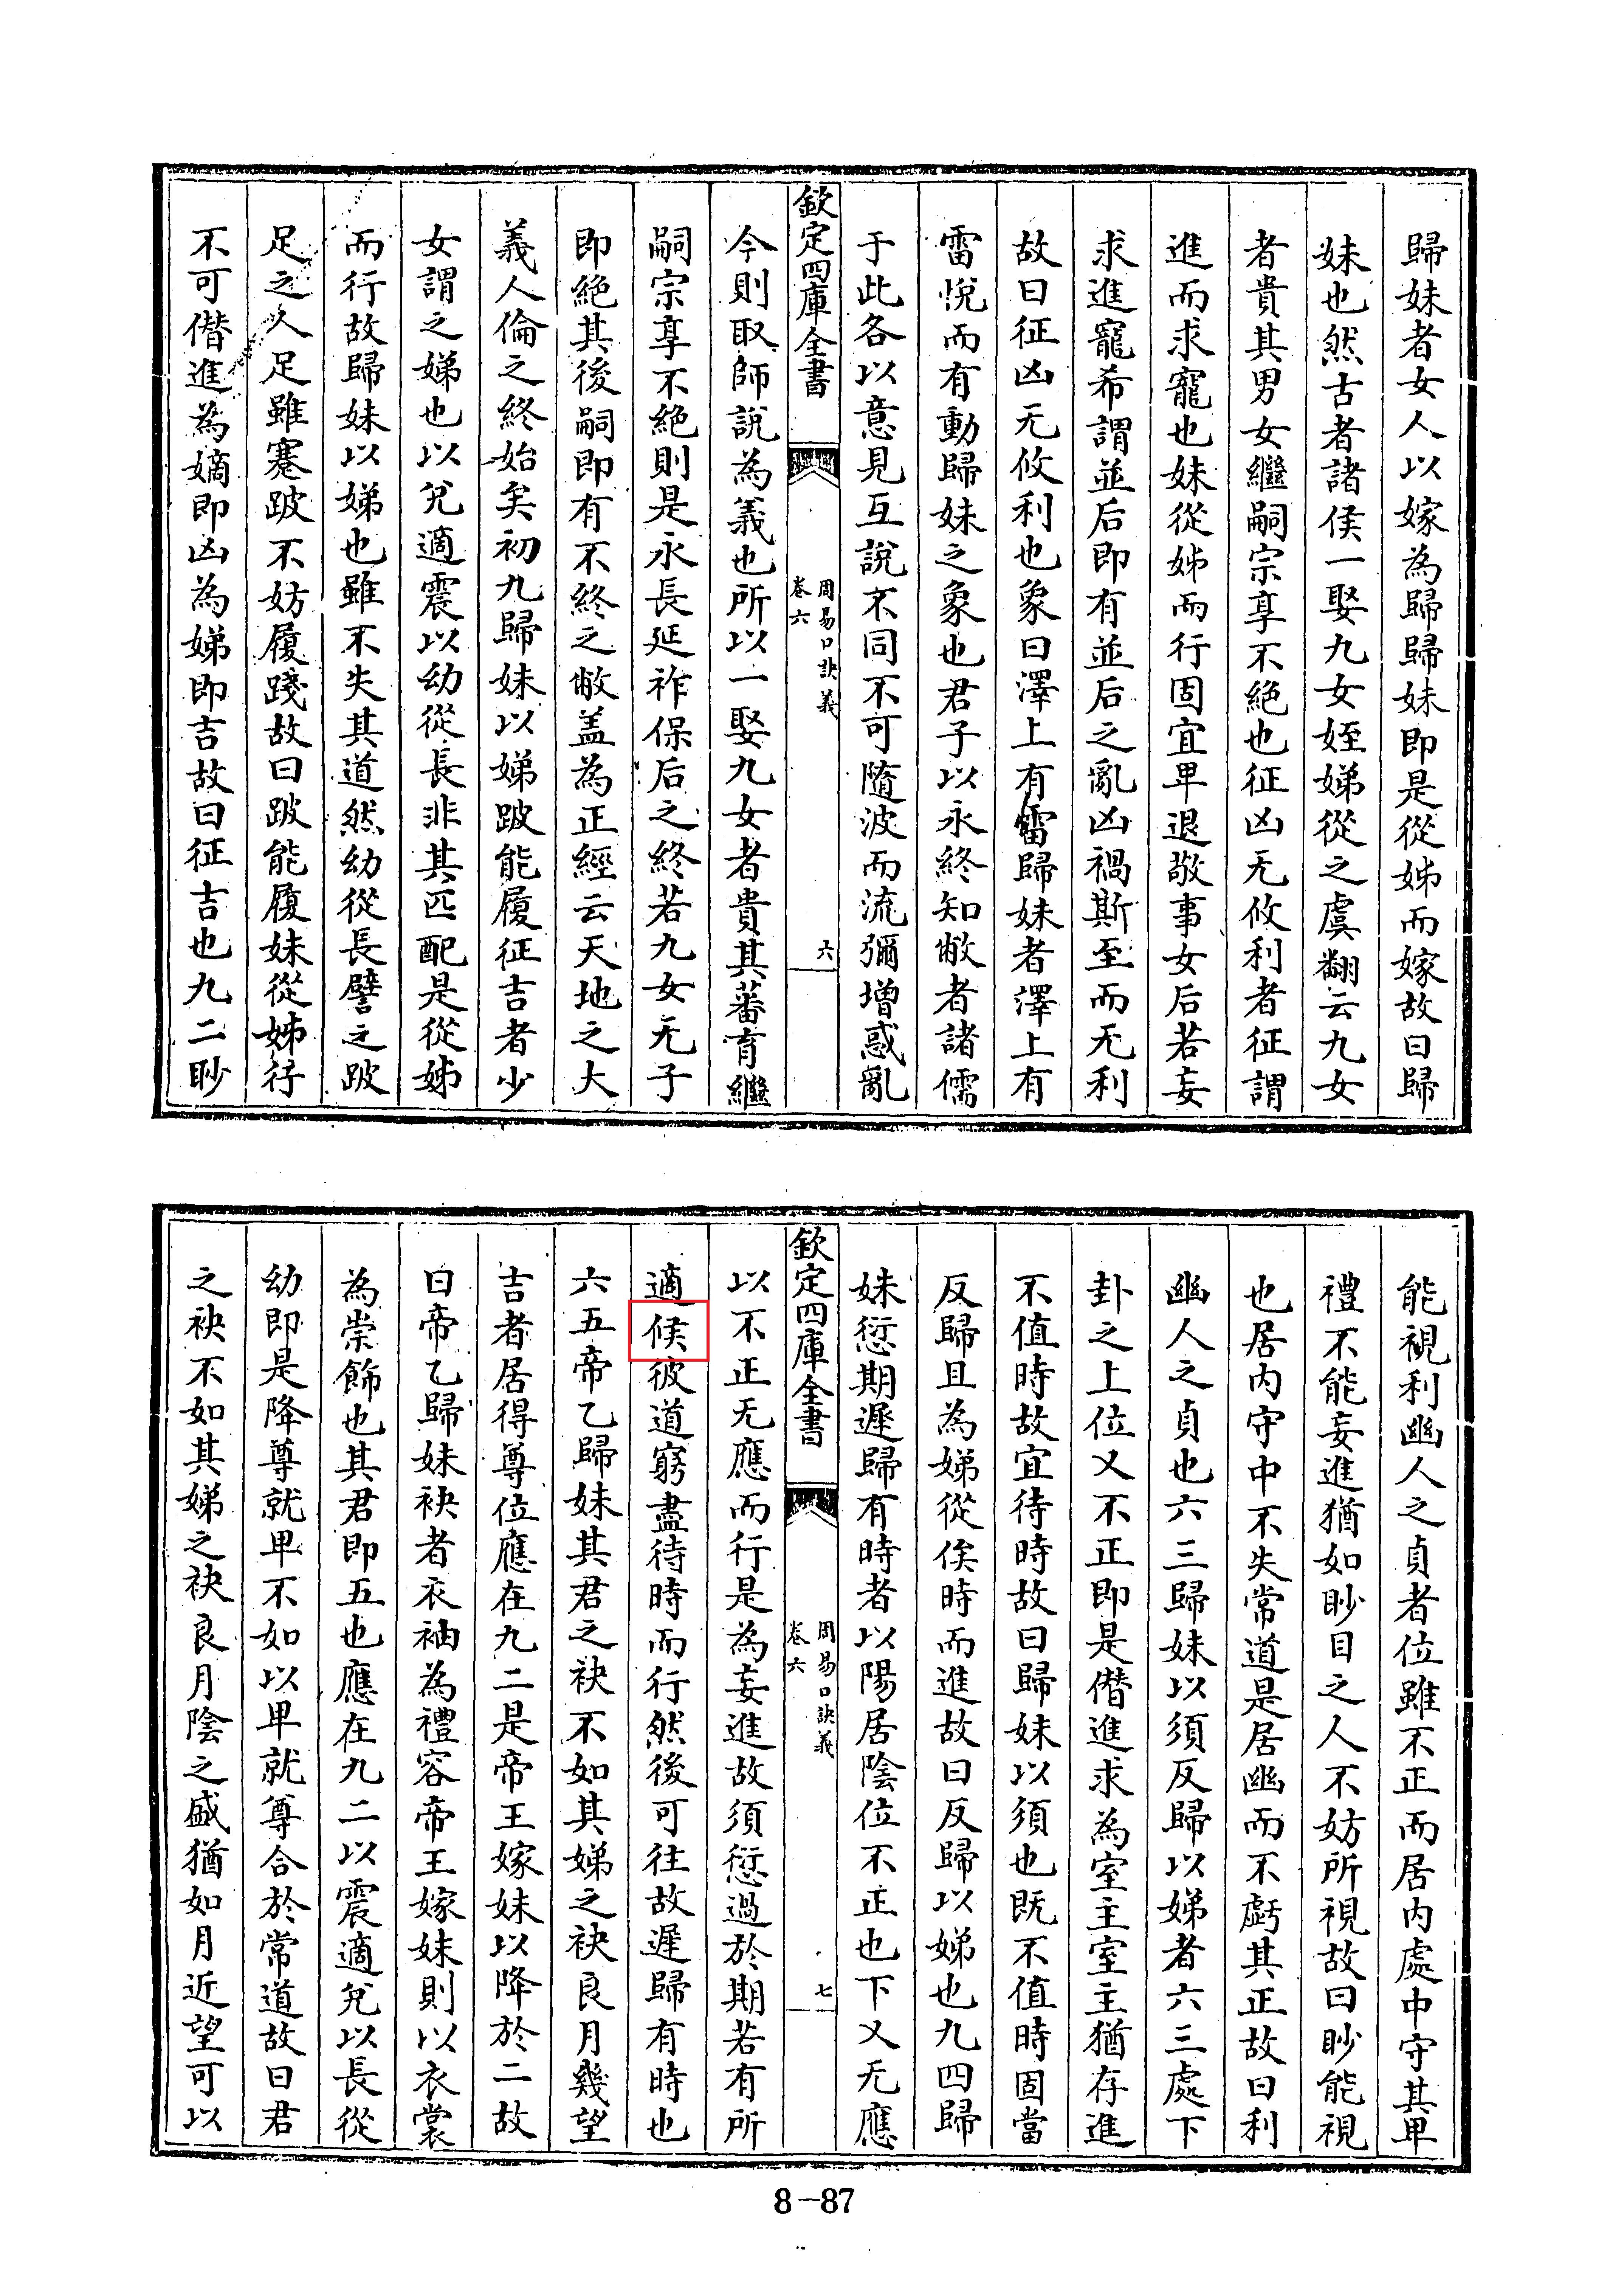 歸妹者女人以嫁為歸歸妹即是從姊而嫁故曰歸
妹也然古者諸侯一娶九女姪娣從之虞翻云九女
者貴其男女繼嗣宗享不絶也征凶无攸利者征謂
進而求寵也妹從姊而行固宜卑退敬事女后若妄
求進寵希謂並后即有並后之亂凶禍斯至而无利
故曰征凶无攸利也象曰澤上有雷歸妹者澤上有
雷悅而有動歸妹之象也君子以永終知敝者諸儒
于此各以意見互說不同不可隨波而流彌增惑亂
欽定四庫全書
周易口訣義
卷六
六
今則取師說為義也所以一娶九女者貴其蕃育繼
嗣宗享不絶則是永長延祚保后之終若九女无子
即絶其後嗣即有不終之敝盖為正經云天地之大
義人倫之終始矣初九歸妹以娣跛能履征吉者少
女謂之娣也以兌適震以幼從長非其匹配是從姊
而行故歸妹以娣也雖不失其道然幼從長譬之跛
足之人足雖蹇跛不妨履踐故曰跛能履妹從姊行
不可僭進為嫡即凶為娣即吉故曰征吉也九二眇
能視利幽人之貞者位雖不正而居内處中守其卑
禮不能妄進猶如眇目之人不妨所視故曰眇能視
也居内守中不失常道是居幽而不虧其正故曰利
幽人之貞也六三歸妹以須反歸以娣者六三處下
卦之上位又不正即是僭進求為室主室主猶存進
不值時故宜待時故曰歸妹以須也既不值時固當
反歸且為娣從俟時而進故曰反歸以娣也九四歸
妹愆期遲歸有時者以陽居陰位不正也下又无應
欽定四庫全書
周易口訣義
卷六
七
以不正无應而行是為妄進故須愆過於期若有所
適候彼道窮盡待時而行然後可往故遲歸有時也
六五帝乙歸妹其君之袂不如其娣之袂良月幾望
吉者居得尊位應在九二是帝王嫁妹以降於二故
曰帝乙歸妹袂者衣袖為禮容帝王嫁妹則以衣裳
為崇飾也其君即五也應在九二以震適兌以長從
幼即是降尊就卑不如以卑就尊合於常道故曰君
之袂不如其娣之袂良月陰之盛猶如月近望可以
8-87